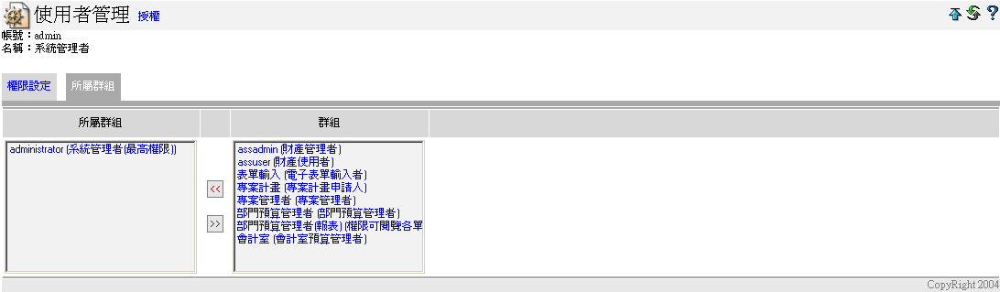 使用者管理 授權
帳號：admin
名稱：系統管理者
權限設定 所屬群組
所屬群組 群組
administrator (系統管理者(最高權限))
<<
>>
assadmin (財產管理者)
assuser (財產使用者)
表單輸入 (電子表單輸入者)
專案計畫 (專案計畫申請人)
專案管理者 (專案管理者)
部門預算管理者 (部門預算管理者)
部門預算管理者(報表) (權限可閱覽各單
會計室 (會計室預算管理者)
CopyRight 2004